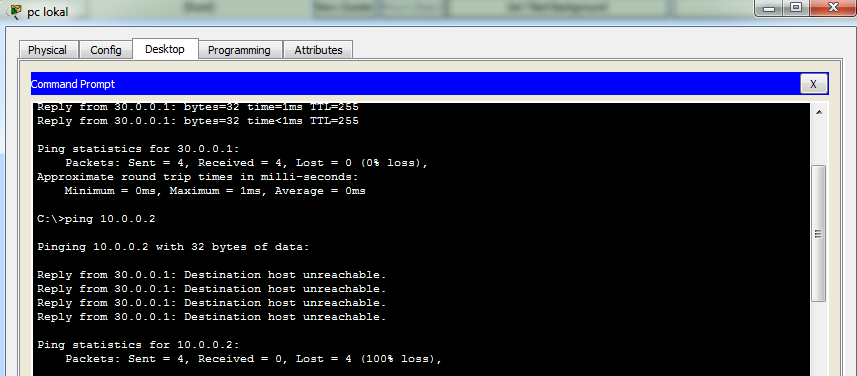 pc lokal
Physical Config Desktop Programming Attributes
Command Prompt X
Reply from 30.0.0.1: bytes=32 time=1ms TTL=255
Reply from 30.0.0.1: bytes=32 time<1ms TTL=255
Ping statistics for 30.0.0.1:
Packets: Sent = 4, Received = 4, Lost = 0 (0% loss),
Approximate round trip times in milli-seconds:
Minimum = 0ms, Maximum = 1ms, Average = 0ms
C:\>ping 10.0.0.2
Pinging 10.0.0.2 with 32 bytes of data:
Reply from 30.0.0.1: Destination host unreachable.
Reply from 30.0.0.1: Destination host unreachable.
Reply from 30.0.0.1: Destination host unreachable.
Reply from 30.0.0.1: Destination host unreachable.
Ping statistics for 10.0.0.2:
Packets: Sent = 4, Received = 0, Lost = 4 (100% loss),